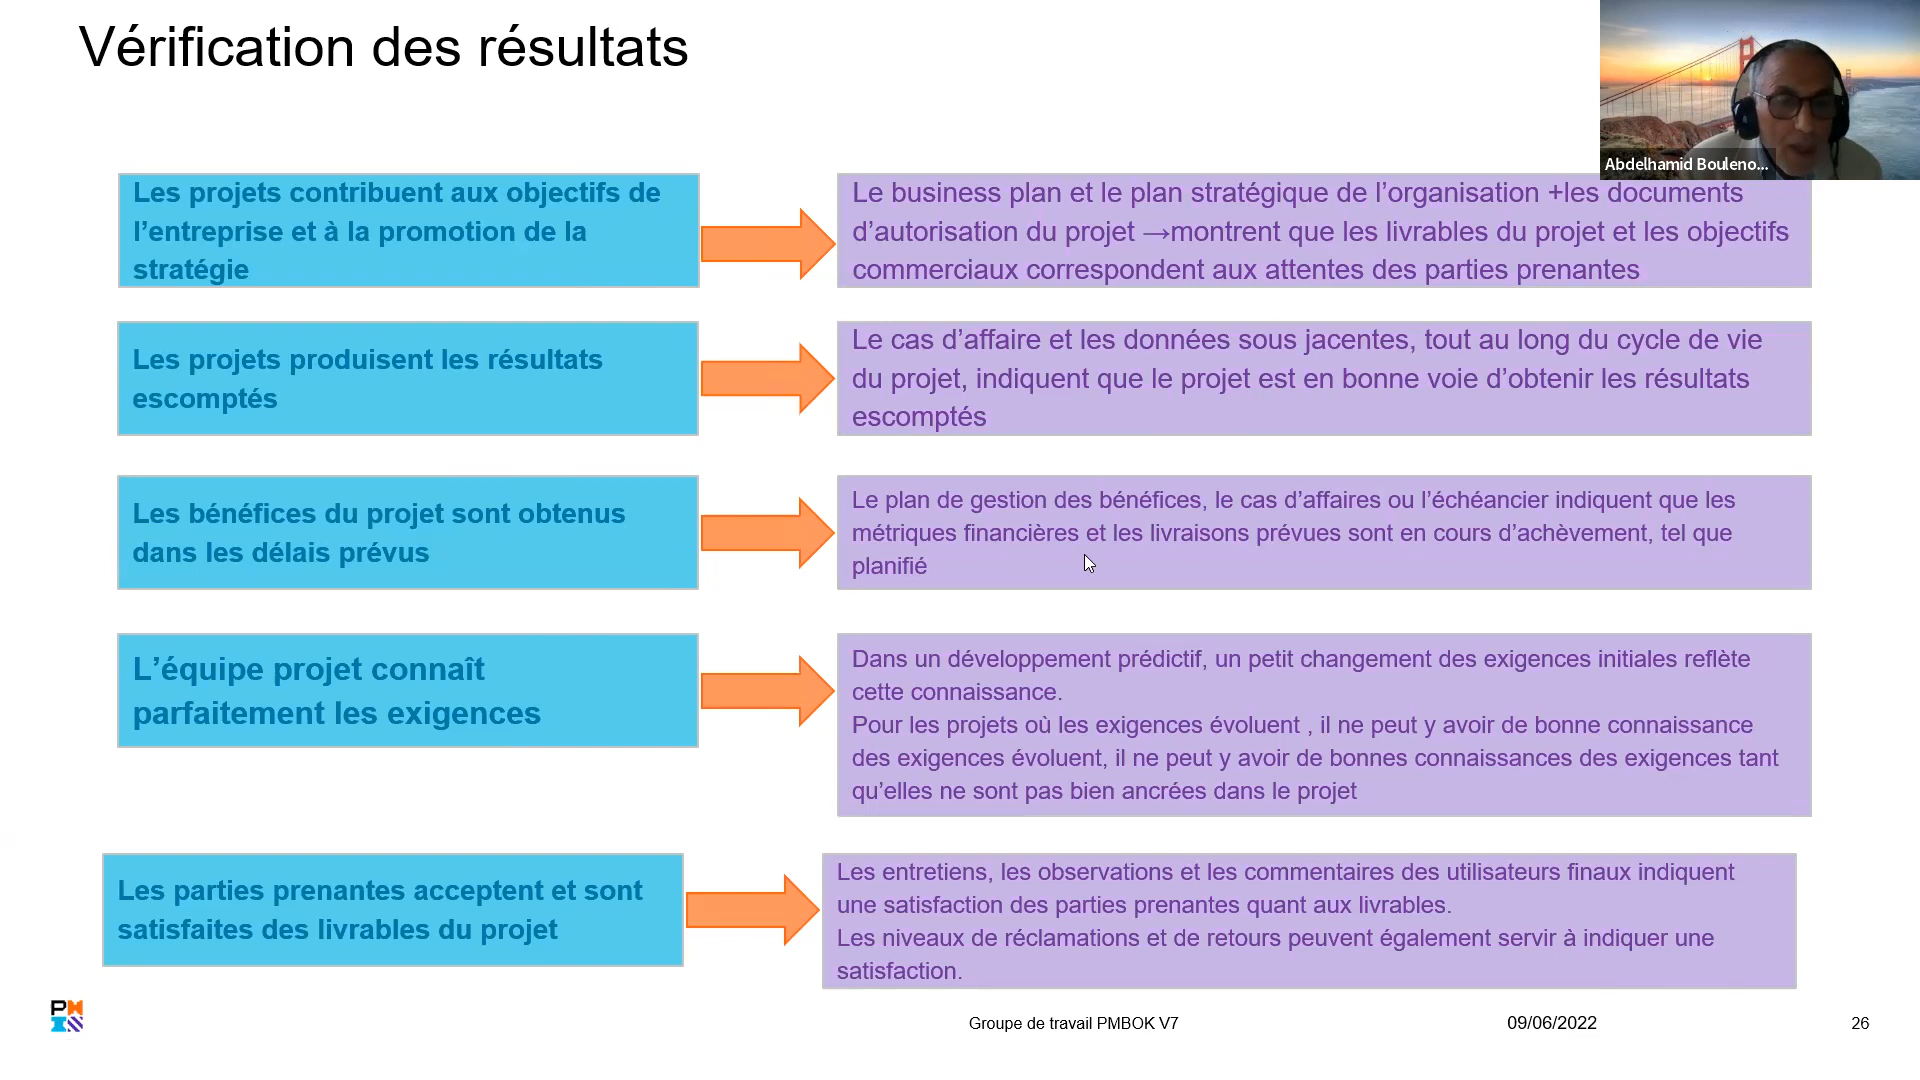 Vérification des résultats
Abdelhamid Bouleno...
Les projets contribuent aux objectifs de
l’entreprise et à la promotion de la
stratégie
Le business plan et le plan stratégique de l’organisation +les documents
d’autorisation du projet →montrent que les livrables du projet et les objectifs
commerciaux correspondent aux attentes des parties prenantes
Les projets produisent les résultats
escomptés
Le cas d’affaire et les données sous jacentes, tout au long du cycle de vie
du projet, indiquent que le projet est en bonne voie d’obtenir les résultats
escomptés
Les bénéfices du projet sont obtenus
dans les délais prévus
Le plan de gestion des bénéfices, le cas d’affaires ou l’échéancier indiquent que les
métriques financières et les livraisons prévues sont en cours d’achèvement, tel que
planifié
L’équipe projet connaît
parfaitement les exigences
Dans un développement prédictif, un petit changement des exigences initiales reflète
cette connaissance.
Pour les projets où les exigences évoluent , il ne peut y avoir de bonne connaissance
des exigences évoluent, il ne peut y avoir de bonnes connaissances des exigences tant
qu’elles ne sont pas bien ancrées dans le projet
Les parties prenantes acceptent et sont
satisfaites des livrables du projet
Les entretiens, les observations et les commentaires des utilisateurs finaux indiquent
une satisfaction des parties prenantes quant aux livrables.
Les niveaux de réclamations et de retours peuvent également servir à indiquer une
satisfaction.
Groupe de travail PMBOK V7
09/06/2022
26